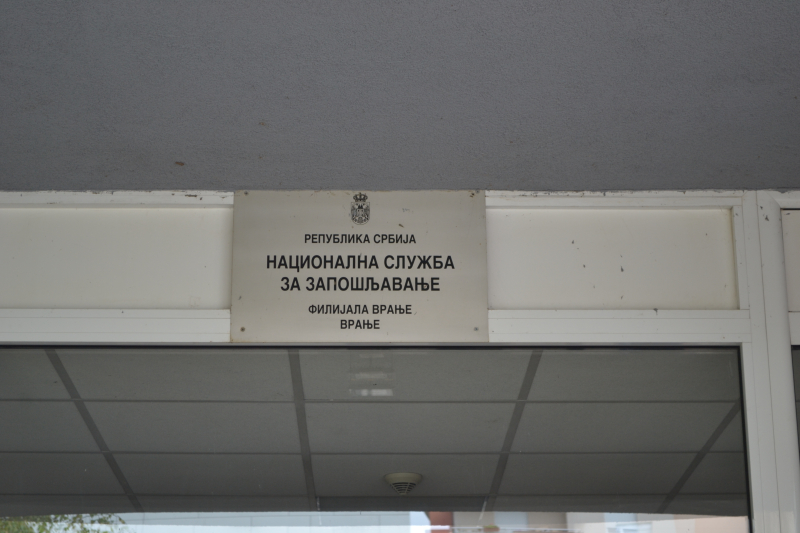 РЕПУБЛИКА СРБИЈА
НАЦИОНАЛНА СЛУЖБА
ЗА ЗАПОШЉАВАЊЕ
ФИЛИЈАЛА ВРАЊЕ
ВРАЊЕ